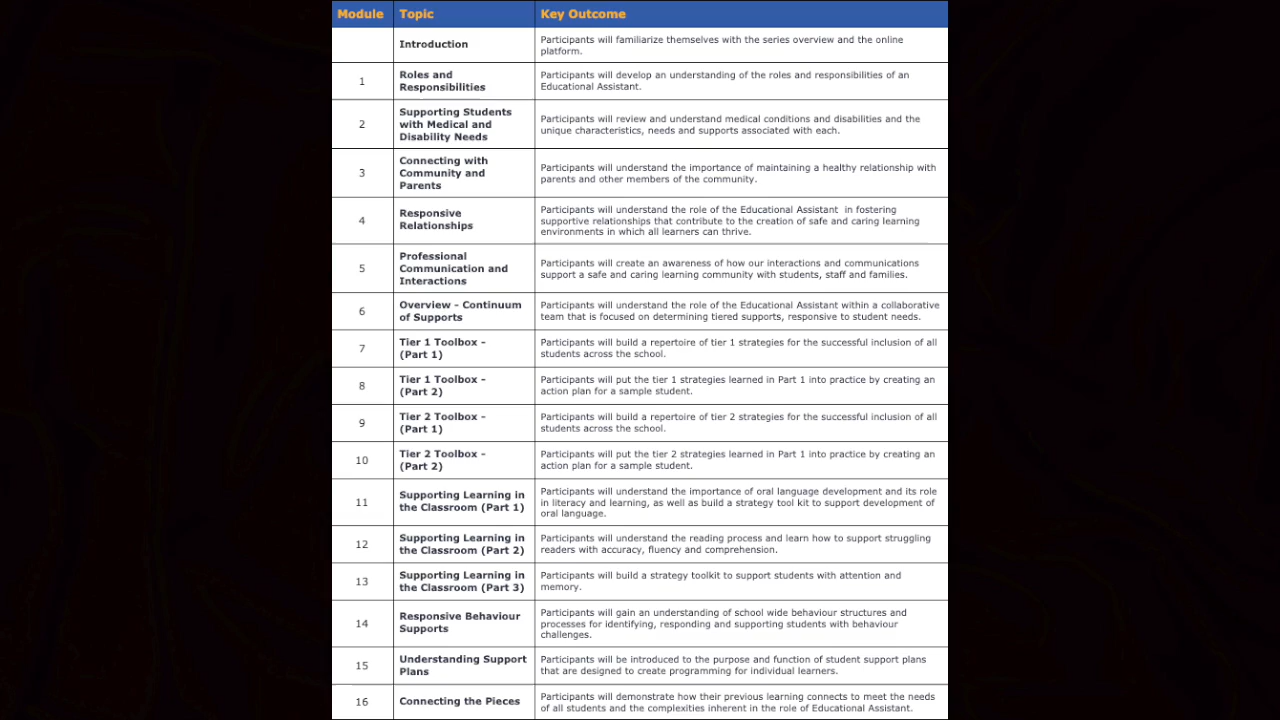 Module Topic Key Outcome
Introduction
Participants will familiarize themselves with the series overview and the online
platform.
1
Roles and
Responsibilities
Participants will develop an understanding of the roles and responsibilities of an
Educational Assistant.
2
Supporting Students
with Medical and
Disability Needs
Participants will review and understand medical conditions and disabilities and the
unique characteristics, needs and supports associated with each.
3
Connecting with
Community and
Parents
Participants will understand the importance of maintaining a healthy relationship with
parents and other members of the community.
4
Responsive
Relationships
Participants will understand the role of the Educational Assistant  in fostering
supportive relationships that contribute to the creation of safe and caring learning
environments in which all learners can thrive.
5
Professional
Communication and
Interactions
Participants will create an awareness of how our interactions and communications
support a safe and caring learning community with students, staff and families.
6
Overview - Continuum
of Supports
Participants will understand the role of the Educational Assistant within a collaborative
team that is focused on determining tiered supports, responsive to student needs.
7
Tier 1 Toolbox -
(Part 1)
Participants will build a repertoire of tier 1 strategies for the successful inclusion of all
students across the school.
8
Tier 1 Toolbox -
(Part 2)
Participants will put the tier 1 strategies learned in Part 1 into practice by creating an
action plan for a sample student.
9
Tier 2 Toolbox -
(Part 1)
Participants will build a repertoire of tier 2 strategies for the successful inclusion of all
students across the school.
10
Tier 2 Toolbox -
(Part 2)
Participants will put the tier 2 strategies learned in Part 1 into practice by creating an
action plan for a sample student.
11
Supporting Learning in
the Classroom (Part 1)
Participants will understand the importance of oral language development and its role
in literacy and learning, as well as build a strategy tool kit to support development of
oral language.
12
Supporting Learning in
the Classroom (Part 2)
Participants will understand the reading process and learn how to support struggling
readers with accuracy, fluency and comprehension.
13
Supporting Learning in
the Classroom (Part 3)
Participants will build a strategy toolkit to support students with attention and
memory.
14
Responsive Behaviour
Supports
Participants will gain an understanding of school wide behaviour structures and
processes for identifying, responding and supporting students with behaviour
challenges.
15
Understanding Support
Plans
Participants will be introduced to the purpose and function of student support plans
that are designed to create programming for individual learners.
16
Connecting the Pieces
Participants will demonstrate how their previous learning connects to meet the needs
of all students and the complexities inherent in the role of Educational Assistant.